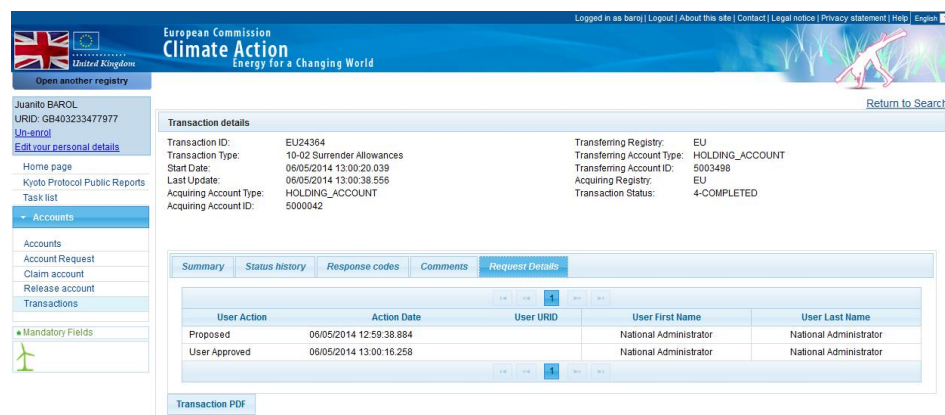 Logged in as baroj | Logout | About this site | Contact | Legal notice | Privacy statement | Help | English
European Commission
Climate Action
Energy for a Changing World
United Kingdom
Open another registry
Juanito BAROL
URID: GB403233477977
Un-enrol
Edit your personal details
Home page
Kyoto Protocol Public Reports
Task list
Accounts
Accounts
Account Request
Claim account
Release account
Transactions
Mandatory Fields
Return to Search
Transaction details
Transaction ID: EU24364 Transferring Registry: EU
Transaction Type: 10-02 Surrender Allowances Transferring Account Type: HOLDING_ACCOUNT
Start Date: 06/05/2014 13:00:20.039 Transferring Account ID: 5003498
Last Update: 06/05/2014 13:00:38.556 Acquiring Registry: EU
Acquiring Account Type: HOLDING_ACCOUNT Transaction Status: 4-COMPLETED
Acquiring Account ID: 5000042
Summary Status history Response codes Comments Request Details
1
User Action Action Date User URID User First Name User Last Name
Proposed 06/05/2014 12:59:38.884 National Administrator National Administrator
User Approved 06/05/2014 13:00:16.258 National Administrator National Administrator
1
Transaction PDF